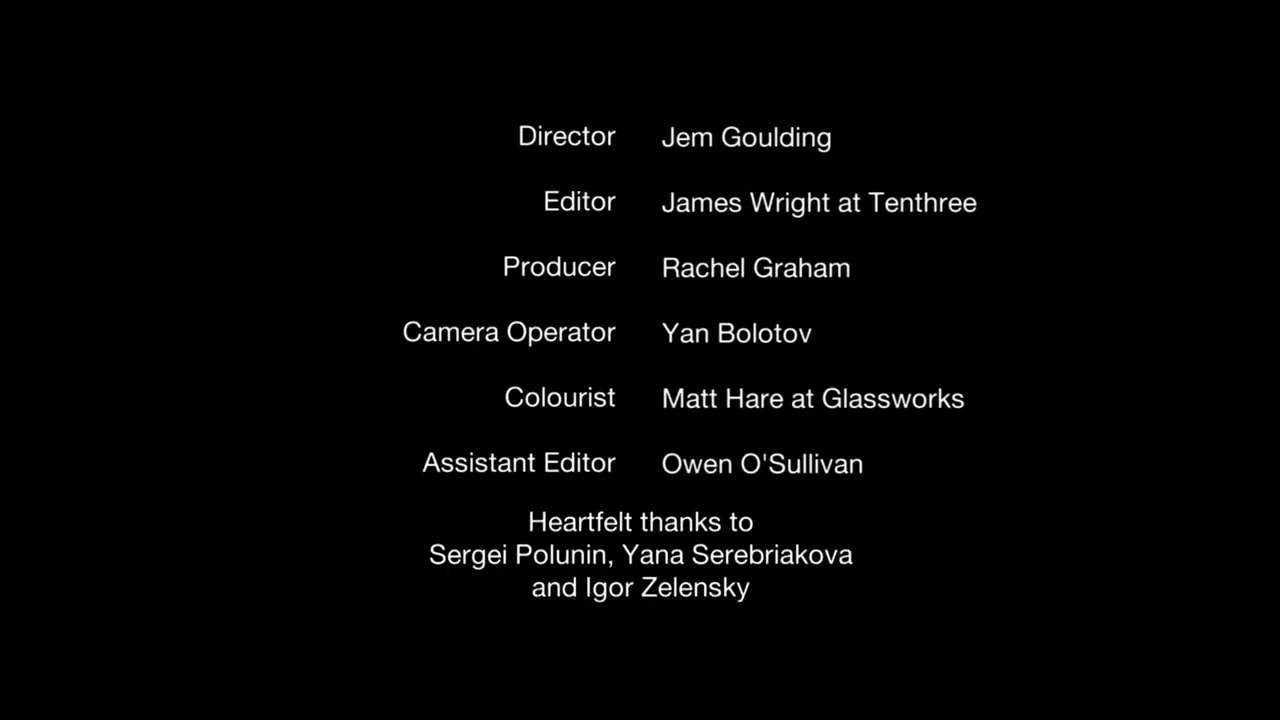 Director Jem Goulding
Editor James Wright at Tenthree
Producer Rachel Graham
Camera Operator Yan Bolotov
Colourist Matt Hare at Glassworks
Assistant Editor Owen O'Sullivan
Heartfelt thanks to
Sergei Polunin, Yana Serebriakova
and Igor Zelensky